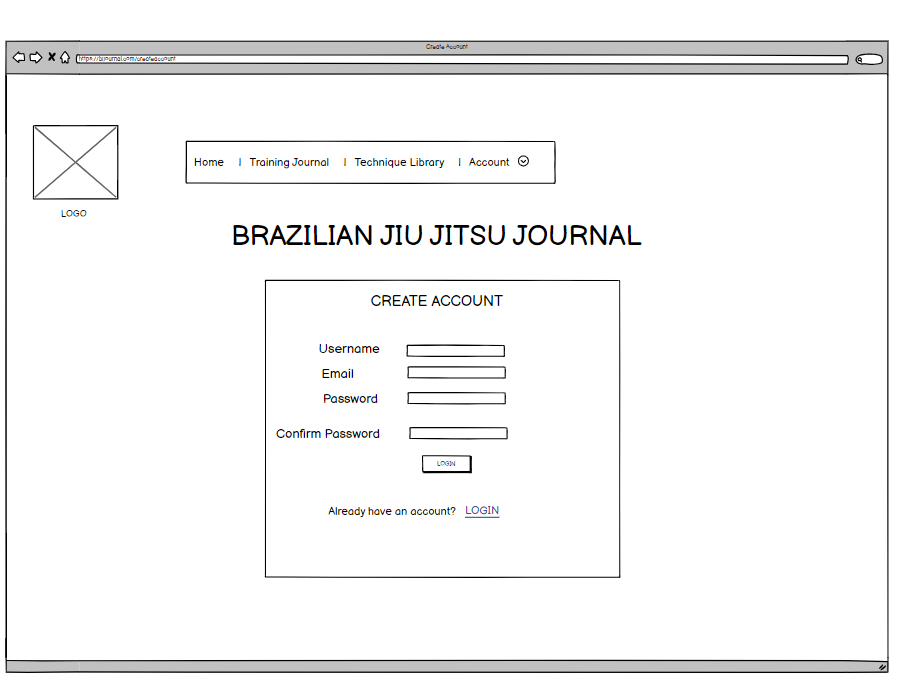 Create Account
https://bjjournal.com/createaccount
Home | Training Journal | Technique Library | Account
LOGO
BRAZILIAN JIU JITSU JOURNAL
CREATE ACCOUNT
Username
Email
Password
Confirm Password
LOGIN
Already have an account? LOGIN